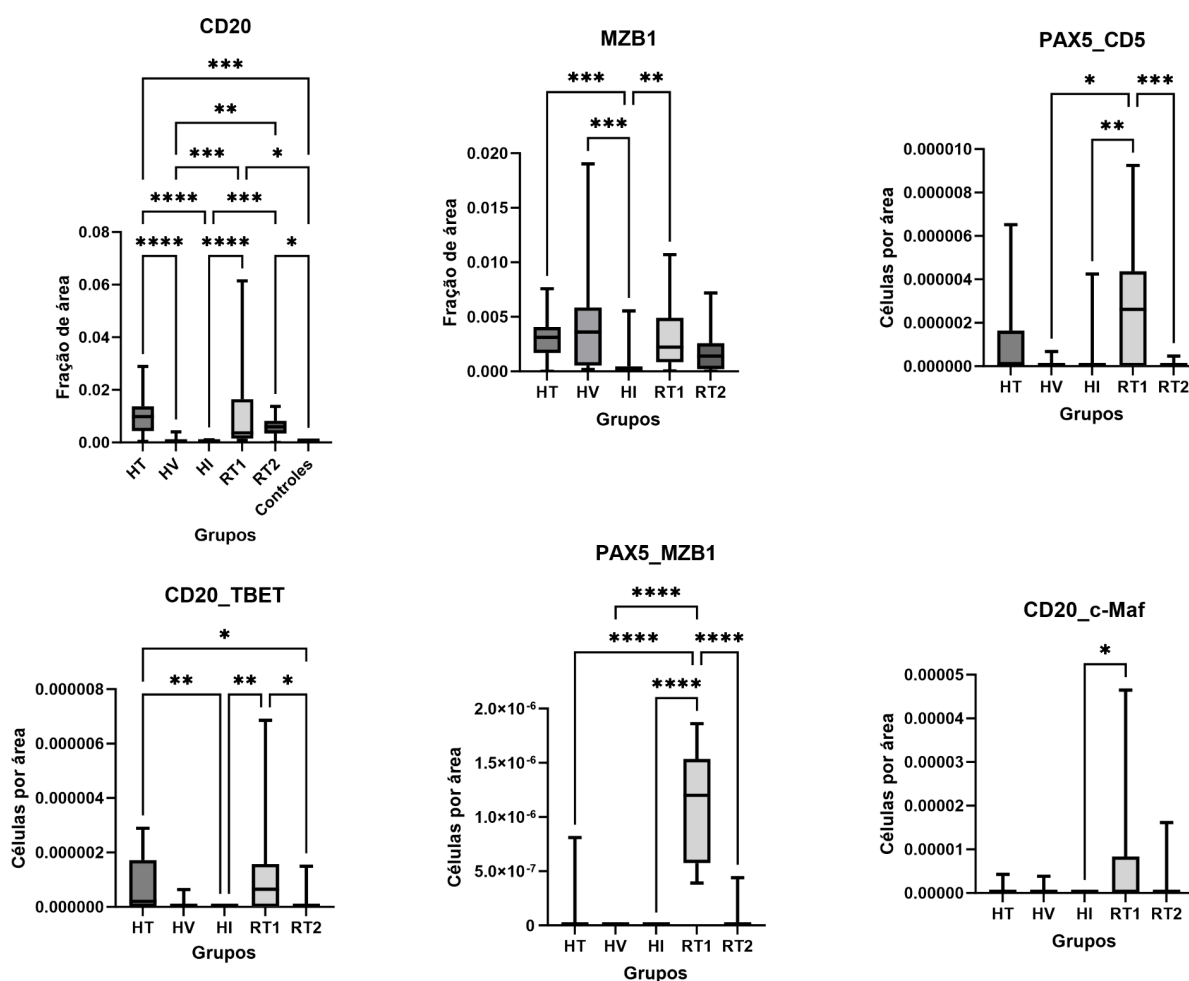 CD20
***
**
***
*
****
***
****
****
*
0.08
0.06
0.04
0.02
0.00
Fração de área
HT
HV
HI
RT1
RT2
Controles
Grupos
MZB1
***
**
***
0.020
0.015
0.010
0.005
0.000
Fração de área
HT
HV
HI
RT1
RT2
Grupos
PAX5_CD5
*
***
**
0.000010
0.000008
0.000006
0.000004
0.000002
0.000000
Células por área
HT
HV
HI
RT1
RT2
Grupos
CD20_TBET
*
**
**
*
0.000008
0.000006
0.000004
0.000002
0.000000
Células por área
HT
HV
HI
RT1
RT2
Grupos
PAX5_MZB1
****
****
****
****
2.0×10⁻⁶
1.5×10⁻⁶
1.0×10⁻⁶
5.0×10⁻⁷
0
Células por área
HT
HV
HI
RT1
RT2
Grupos
CD20_c-Maf
*
0.00005
0.00004
0.00003
0.00002
0.00001
0.00000
Células por área
HT
HV
HI
RT1
RT2
Grupos